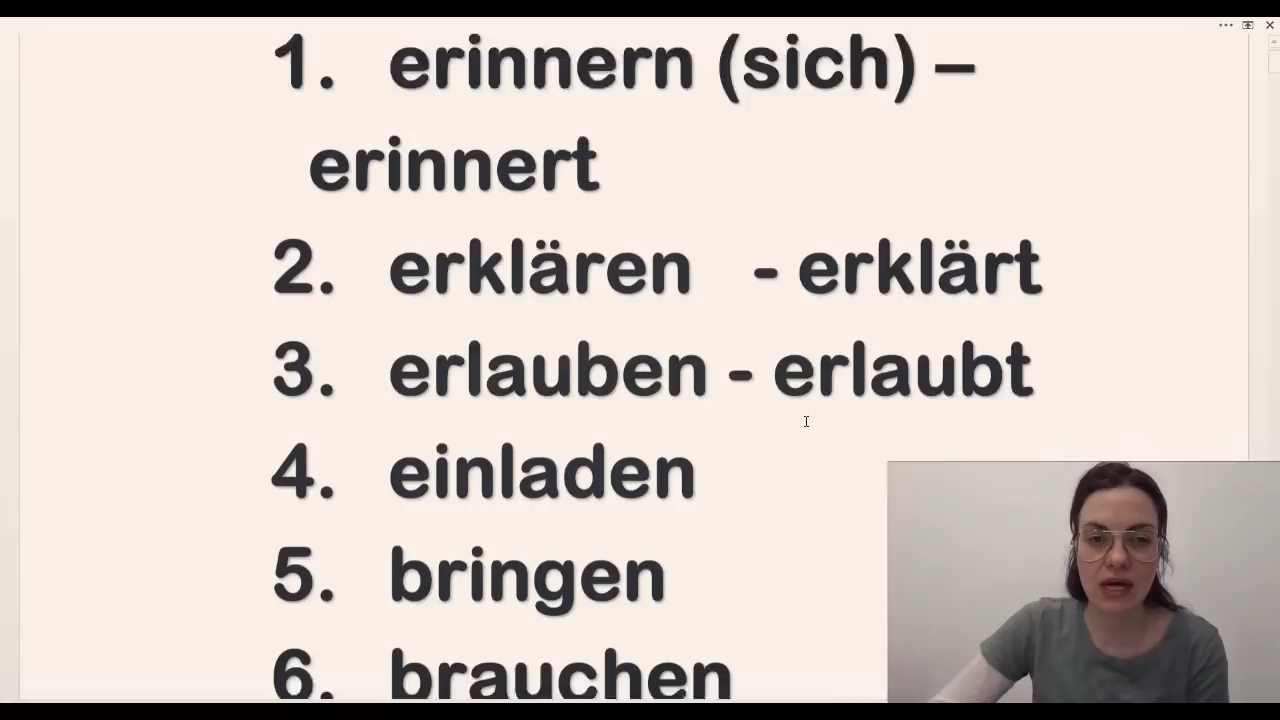 1. erinnern (sich) –
erinnert
2. erklären - erklärt
3. erlauben - erlaubt
4. einladen
5. bringen
6. brauchen